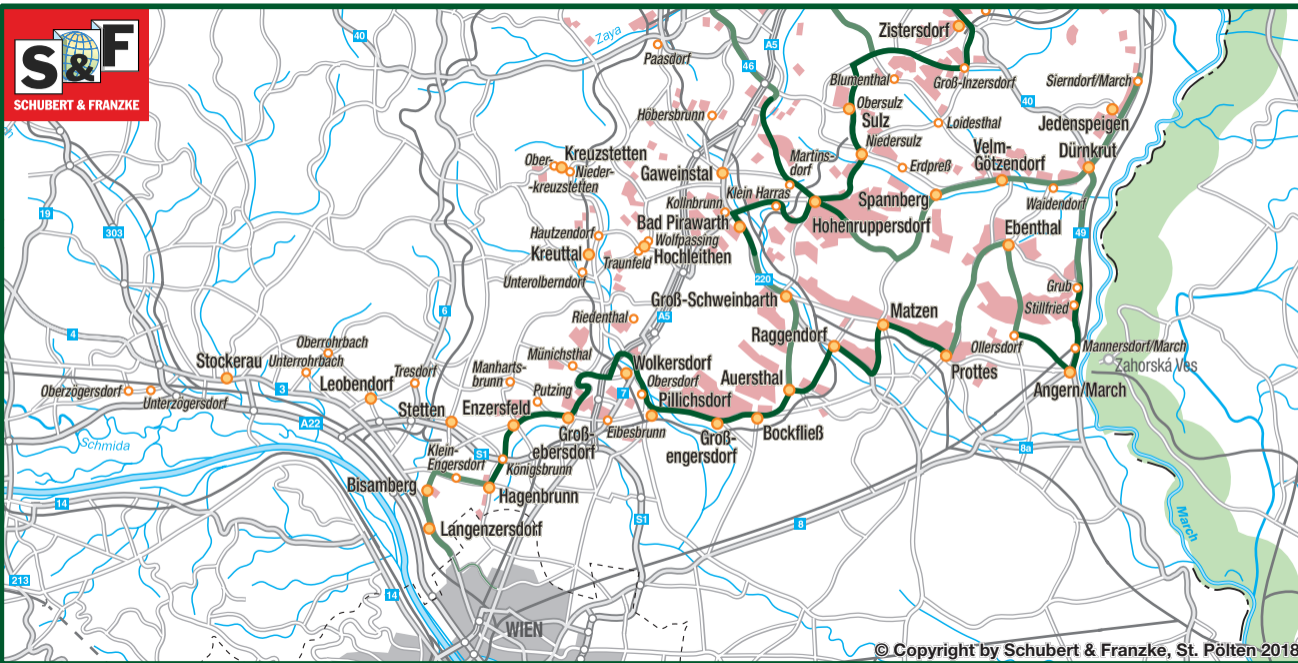 S&F
SCHUBERT & FRANZKE
40
Zaya
A5
46
Paasdorf
Zistersdorf
Blumenthal
Groß-Inzersdorf
Sierndorf/March
Höbersbrunn
Obersulz
Sulz
40
Jedenspeigen
Loidesthal
Niedersulz
Velm-
Götzendorf
Dürnkrut
Ober-
Kreuzstetten
Nieder-
-kreuzstetten
Gaweinstal
Martins-
dorf
Erdpreß
Klein Harras
Kollnbrunn
Spannberg
Waidendorf
19
303
Bad Pirawarth
Hohenruppersdorf
Ebenthal
49
Hautzendorf
Wolfpassing
Kreuttal
Traunfeld
Hochleithen
Unterolberndorf
220
Grub
Groß-Schweinbarth
Stillfried
6
Matzen
Riedenthal
A5
Raggendorf
4
Oberrohrbach
Ollersdorf
Mannersdorf/March
Stockerau
Unterrohrbach
Münichsthal
Wolkersdorf
Zahorská Ves
Manharts-
brunn
Prottes
Tresdorf
Obersdorf
Auersthal
Oberzögersdorf
3
Leobendorf
Putzing
7
Pillichsdorf
Angern/March
Unterzögersdorf
Stetten
Enzersfeld
A22
Groß-
ebersdorf
Eibesbrunn
Groß-
engersdorf
Bockfließ
Schmida
Klein-
Engersdorf
S1
Königsbrunn
8a
Bisamberg
Hagenbrunn
14
Langenzersdorf
S1
8
March
213
14
WIEN
© Copyright by Schubert & Franzke, St. Pölten 2018